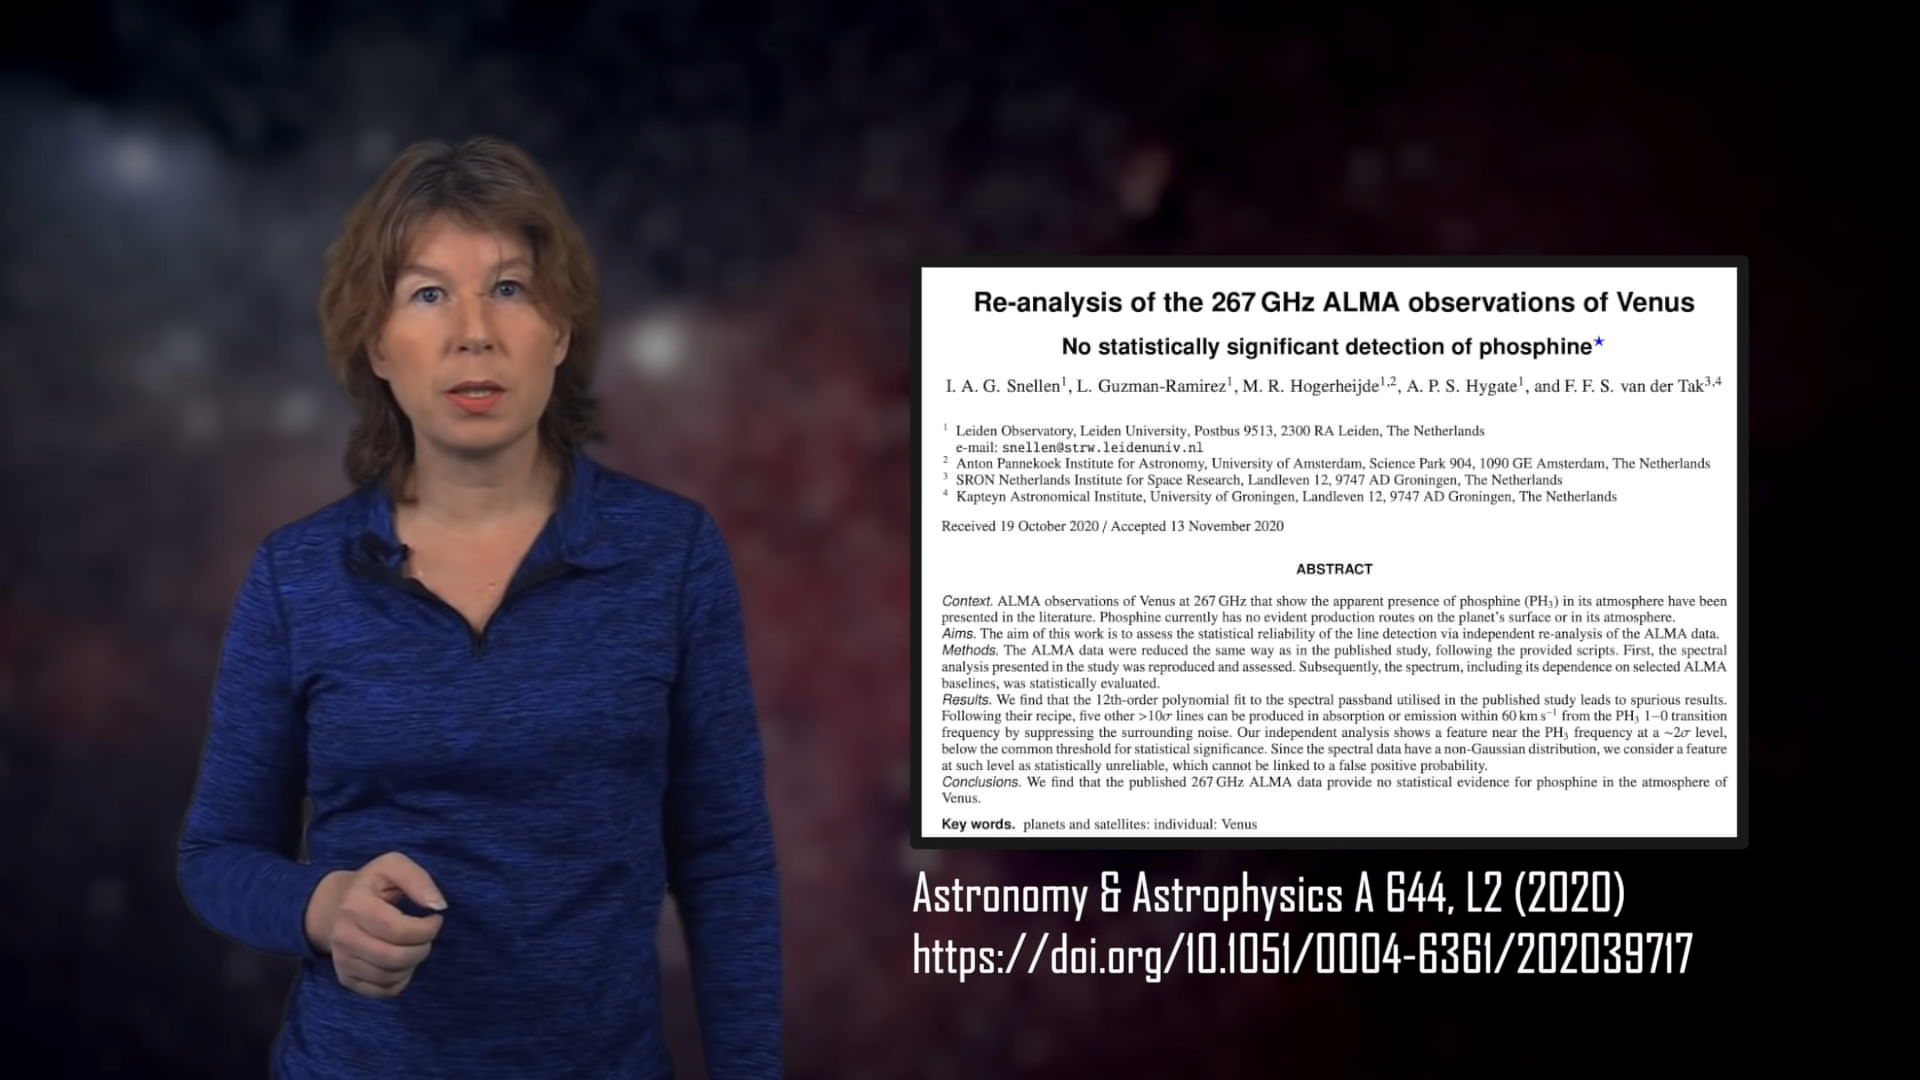 Re-analysis of the 267 GHz ALMA observations of Venus
No statistically significant detection of phosphine★
I. A. G. Snellen¹, L. Guzman-Ramirez¹, M. R. Hogerheijde¹,², A. P. S. Hygate¹, and F. F. S. van der Tak³,⁴
¹ Leiden Observatory, Leiden University, Postbus 9513, 2300 RA Leiden, The Netherlands
e-mail: snellen@strw.leidenuniv.nl
² Anton Pannekoek Institute for Astronomy, University of Amsterdam, Science Park 904, 1090 GE Amsterdam, The Netherlands
³ SRON Netherlands Institute for Space Research, Landleven 12, 9747 AD Groningen, The Netherlands
⁴ Kapteyn Astronomical Institute, University of Groningen, Landleven 12, 9747 AD Groningen, The Netherlands
Received 19 October 2020 / Accepted 13 November 2020
ABSTRACT
Context. ALMA observations of Venus at 267 GHz that show the apparent presence of phosphine (PH₃) in its atmosphere have been
presented in the literature. Phosphine currently has no evident production routes on the planet's surface or in its atmosphere.
Aims. The aim of this work is to assess the statistical reliability of the line detection via independent re-analysis of the ALMA data.
Methods. The ALMA data were reduced the same way as in the published study, following the provided scripts. First, the spectral
analysis presented in the study was reproduced and assessed. Subsequently, the spectrum, including its dependence on selected ALMA
baselines, was statistically evaluated.
Results. We find that the 12th-order polynomial fit to the spectral passband utilised in the published study leads to spurious results.
Following their recipe, five other >10σ lines can be produced in absorption or emission within 60 km s⁻¹ from the PH₃ 1–0 transition
frequency by suppressing the surrounding noise. Our independent analysis shows a feature near the PH₃ frequency at a ~2σ level,
below the common threshold for statistical significance. Since the spectral data have a non-Gaussian distribution, we consider a feature
at such level as statistically unreliable, which cannot be linked to a false positive probability.
Conclusions. We find that the published 267 GHz ALMA data provide no statistical evidence for phosphine in the atmosphere of
Venus.
Key words. planets and satellites: individual: Venus
Astronomy & Astrophysics A 644, L2 (2020)
https://doi.org/10.1051/0004-6361/202039717